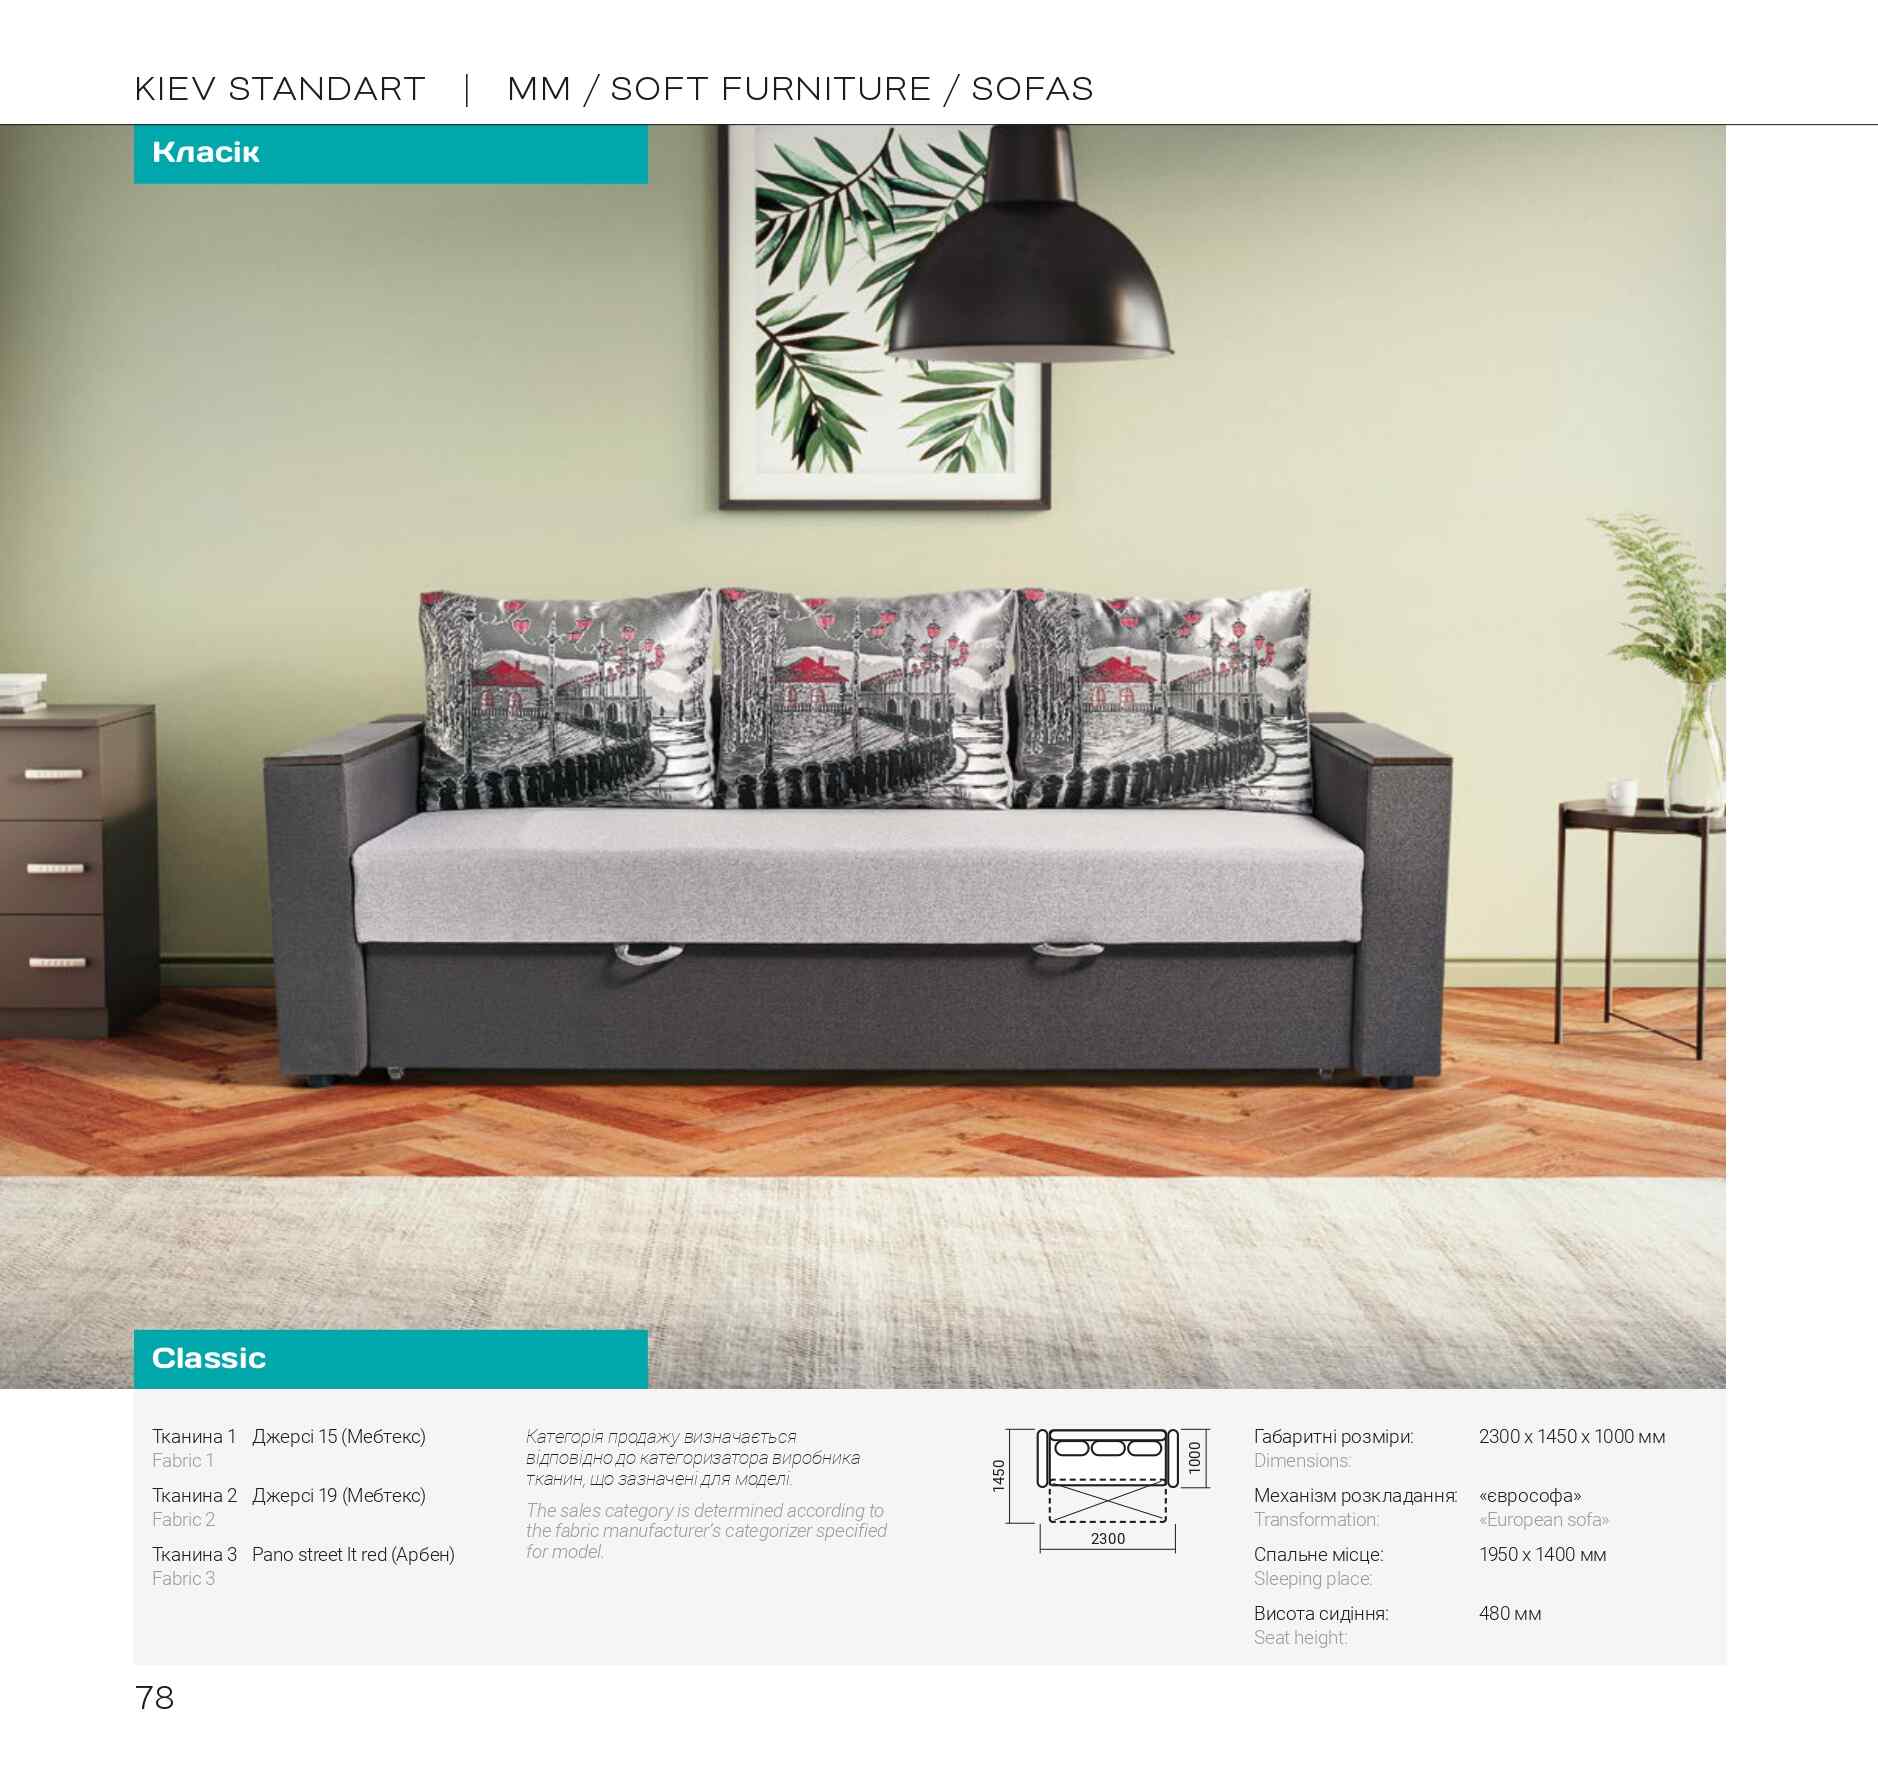 KIEV STANDART | MM / SOFT FURNITURE / SOFAS
Класік
Classic
Тканина 1 Джерсі 15 (Мебтекс)
Fabric 1
Тканина 2 Джерсі 19 (Мебтекс)
Fabric 2
Тканина 3 Pano street lt red (Арбен)
Fabric 3
Категорія продажу визначається
відповідно до категоризатора виробника
тканин, що зазначені для моделі.
The sales category is determined according to
the fabric manufacturer's categorizer specified
for model.
1450
1000
2300
Габаритні розміри: 2300 x 1450 x 1000 мм
Dimensions:
Механізм розкладання: «єврософа»
Transformation: «European sofa»
Спальне місце: 1950 x 1400 мм
Sleeping place:
Висота сидіння: 480 мм
Seat height:
78